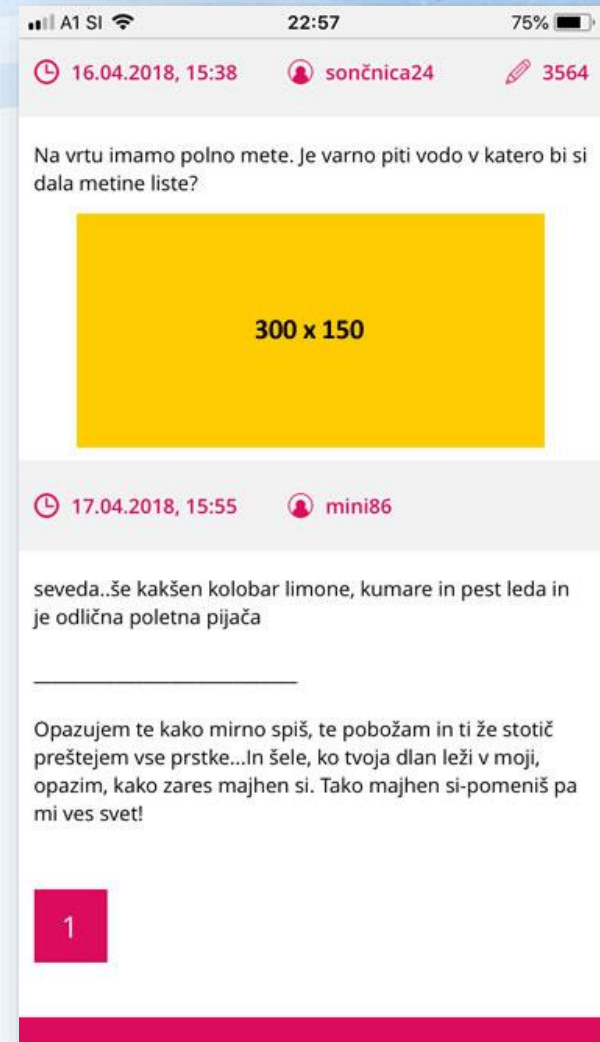 A1 SI 22:57 75%
16.04.2018, 15:38 sončnica24 3564
Na vrtu imamo polno mete. Je varno piti vodo v katero bi si
dala metine liste?
300 x 150
17.04.2018, 15:55 mini86
seveda..še kakšen kolobar limone, kumare in pest leda in
je odlična poletna pijača
Opazujem te kako mirno spiš, te pobožam in ti že stotič
preštejem vse prstke...In šele, ko tvoja dlan leži v moji,
opazim, kako zares majhen si. Tako majhen si-pomeniš pa
mi ves svet!
1